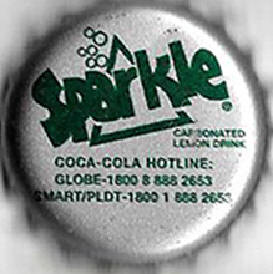 Sparkle ®
CARBONATED
LEMON DRINK
COCA-COLA HOTLINE:
GLOBE-1800 8 888 2653
SMART/PLDT-1800 1 888 2653